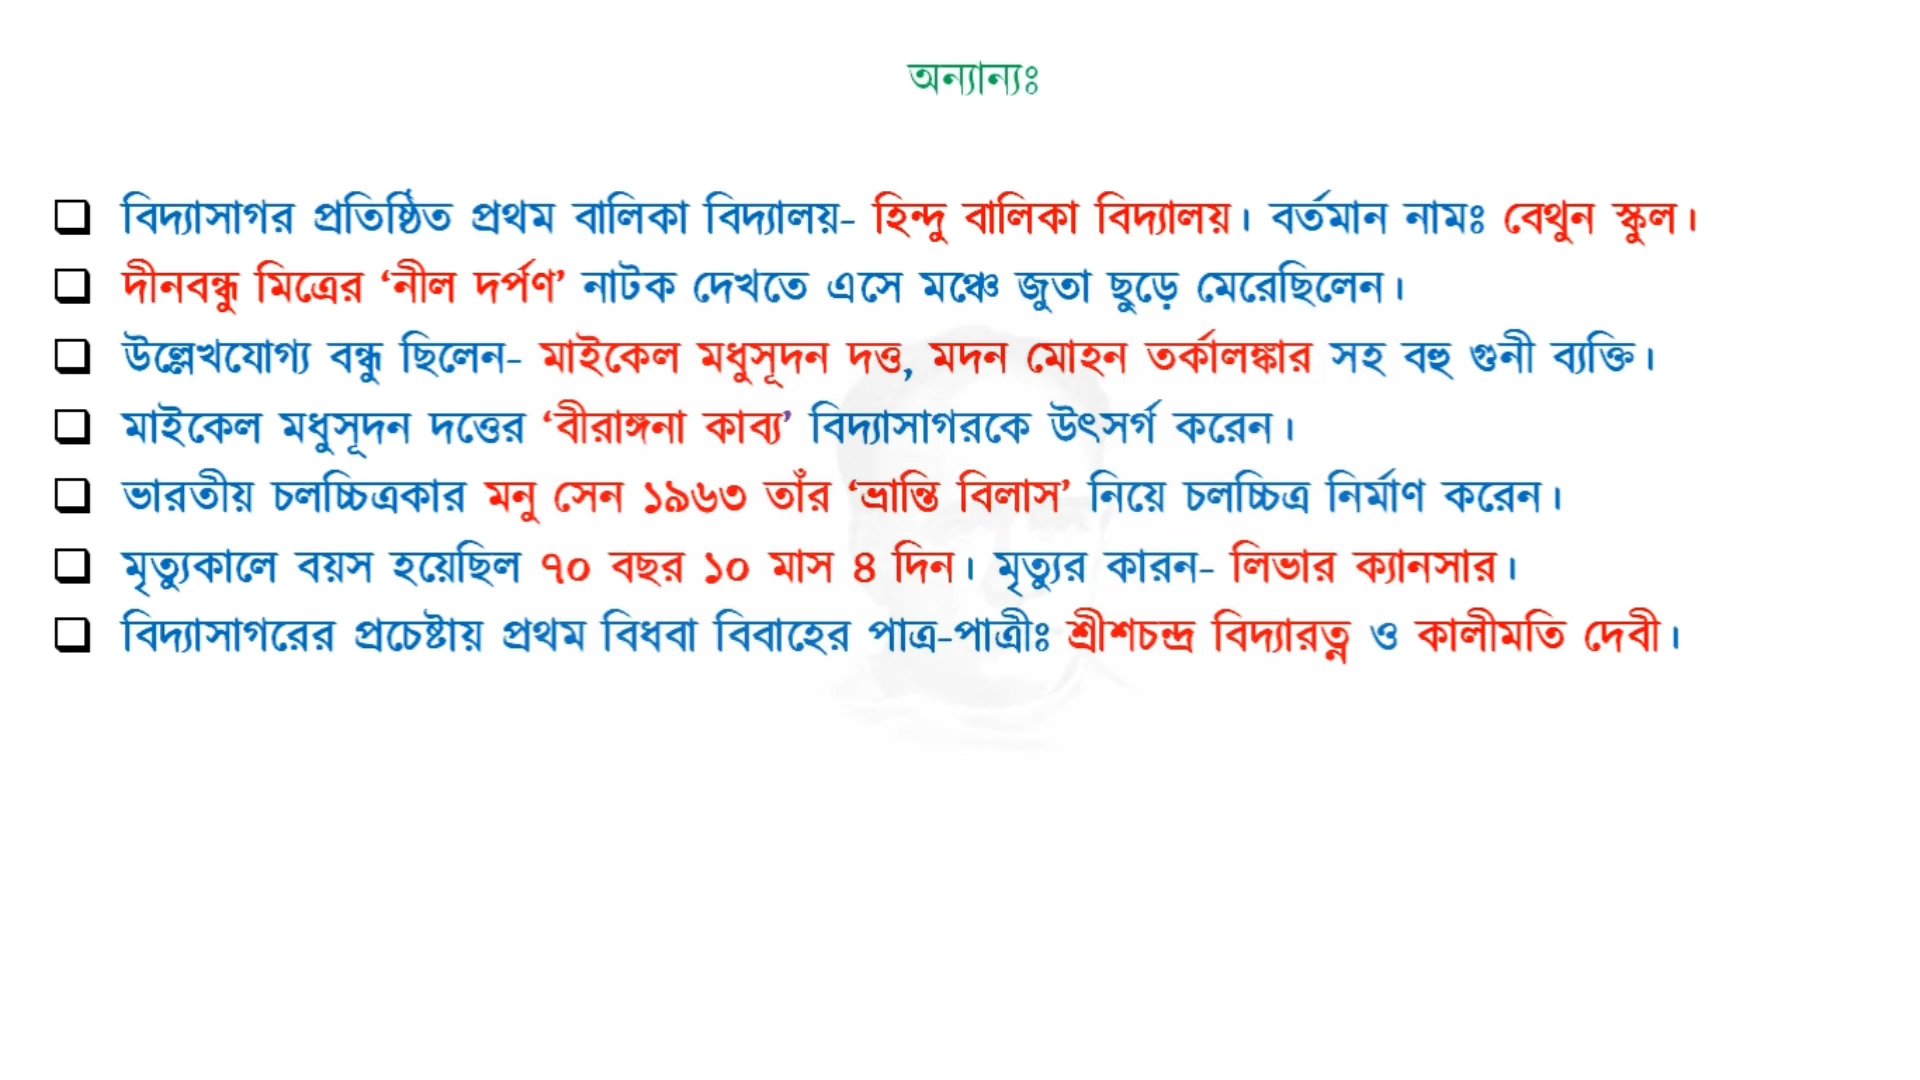 অন্যান্যঃ
বিদ্যাসাগর প্রতিষ্ঠিত প্রথম বালিকা বিদ্যালয়- হিন্দু বালিকা বিদ্যালয়। বর্তমান নামঃ বেথুন স্কুল।
দীনবন্ধু মিত্রের ‘নীল দর্পণ’ নাটক দেখতে এসে মঞ্চে জুতা ছুড়ে মেরেছিলেন।
উল্লেখযোগ্য বন্ধু ছিলেন- মাইকেল মধুসূদন দত্ত, মদন মোহন তর্কালঙ্কার সহ বহু গুনী ব্যক্তি।
মাইকেল মধুসূদন দত্তের ‘বীরাঙ্গনা কাব্য’ বিদ্যাসাগরকে উৎসর্গ করেন।
ভারতীয় চলচ্চিত্রকার মনু সেন ১৯৬৩ তাঁর ‘ভ্রান্তি বিলাস’ নিয়ে চলচ্চিত্র নির্মাণ করেন।
মৃত্যুকালে বয়স হয়েছিল ৭০ বছর ১০ মাস ৪ দিন। মৃত্যুর কারন- লিভার ক্যানসার।
বিদ্যাসাগরের প্রচেষ্টায় প্রথম বিধবা বিবাহের পাত্র-পাত্রীঃ শ্রীশচন্দ্র বিদ্যারত্ন ও কালীমতি দেবী।